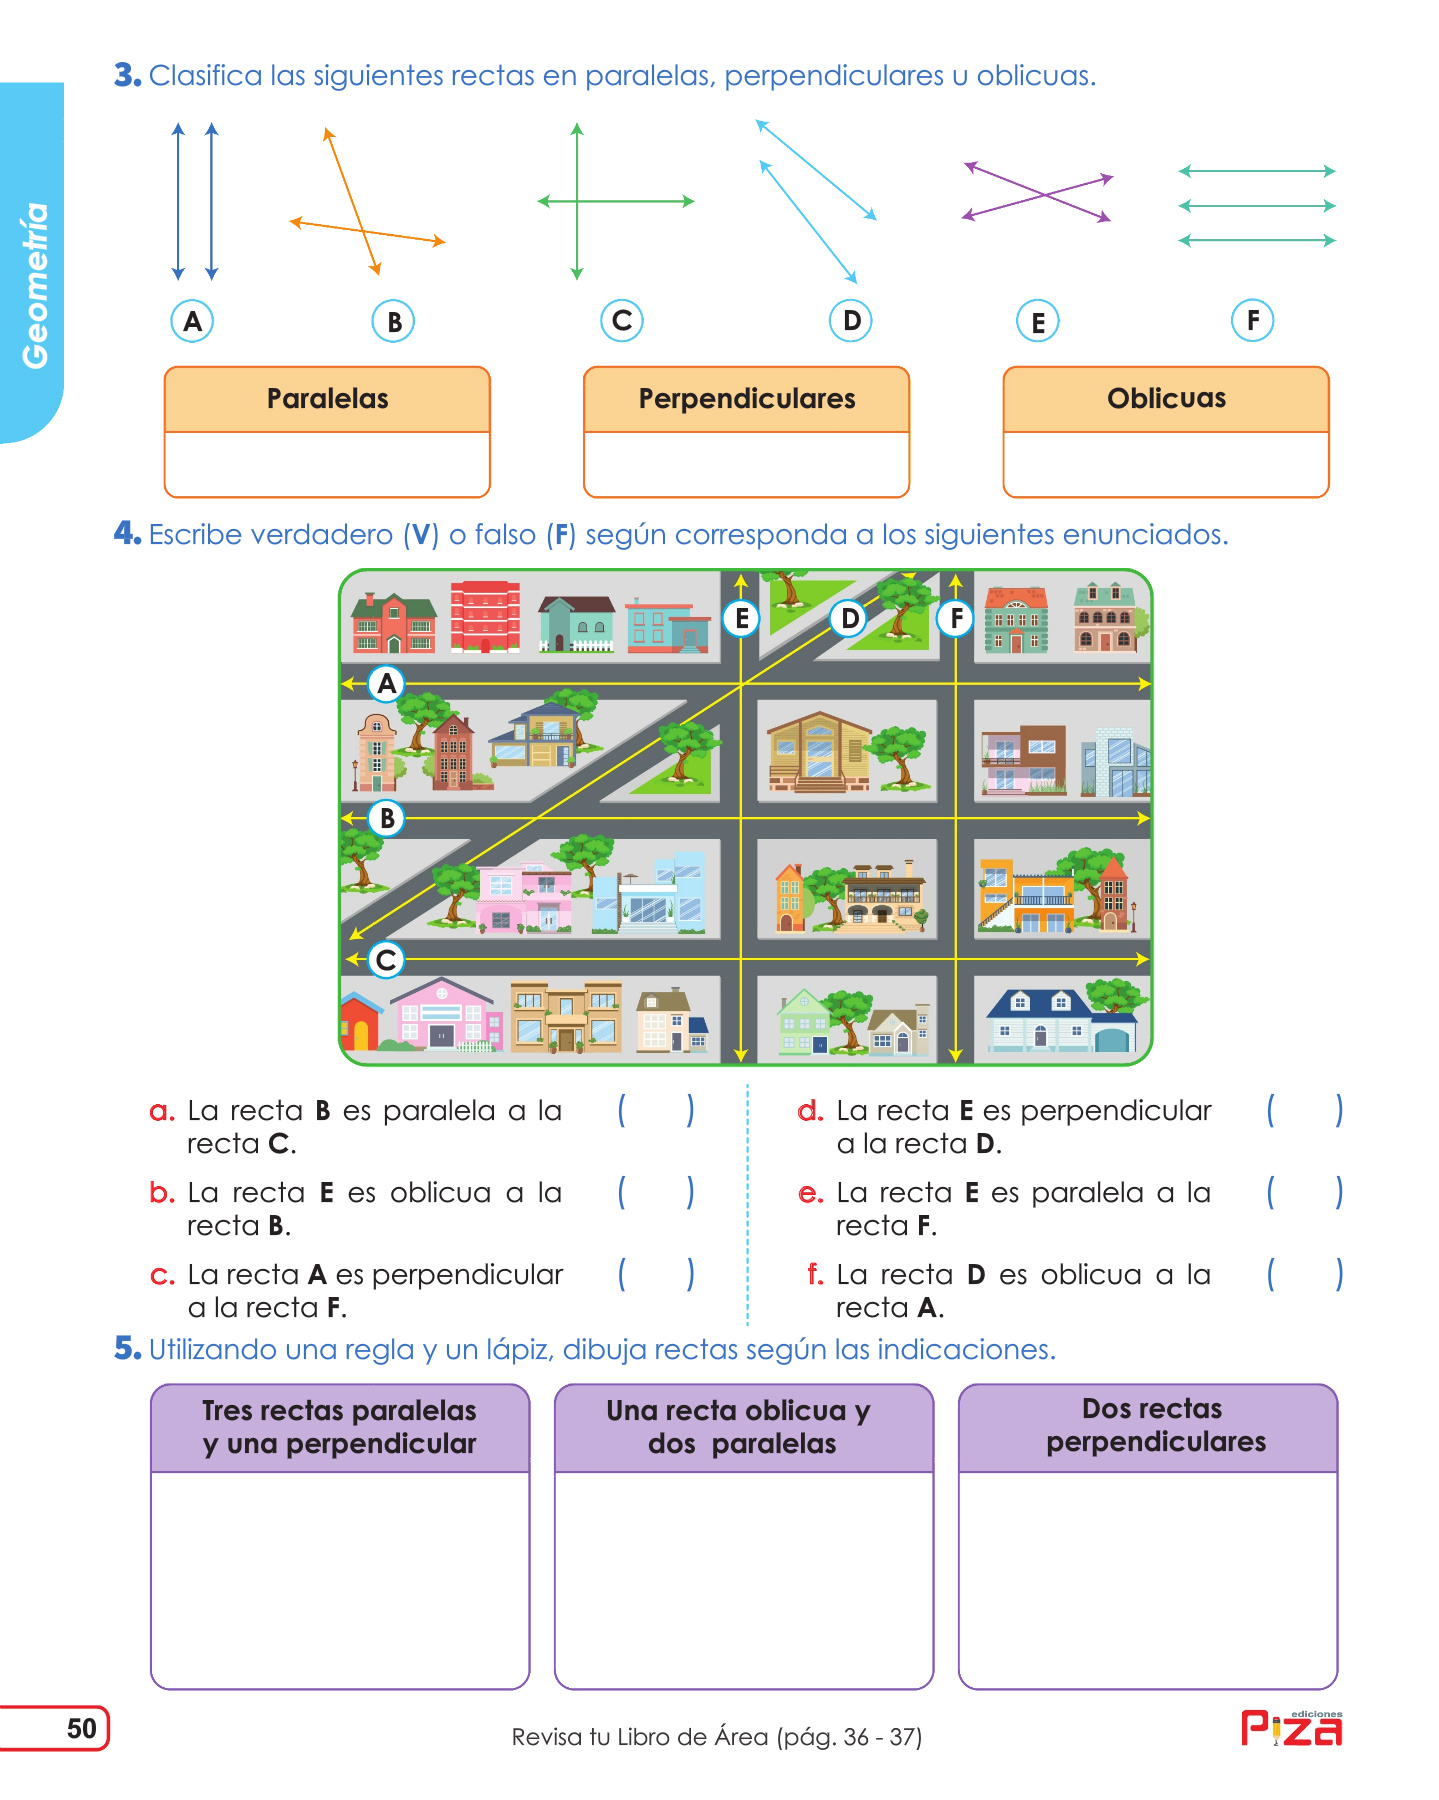 Geometría
3. Clasifica las siguientes rectas en paralelas, perpendiculares u oblicuas.
A B C D E F
Paralelas Perpendiculares Oblicuas
4. Escribe verdadero (V) o falso (F) según corresponda a los siguientes enunciados.
E D F
A
B
C
a. La recta B es paralela a la ( )
recta C.
b. La recta E es oblicua a la ( )
recta B.
c. La recta A es perpendicular ( )
a la recta F.
d. La recta E es perpendicular ( )
a la recta D.
e. La recta E es paralela a la ( )
recta F.
f. La recta D es oblicua a la ( )
recta A.
5. Utilizando una regla y un lápiz, dibuja rectas según las indicaciones.
Tres rectas paralelas
y una perpendicular
Una recta oblicua y
dos paralelas
Dos rectas
perpendiculares
50
Revisa tu Libro de Área (pág. 36 - 37)
ediciones
Piza